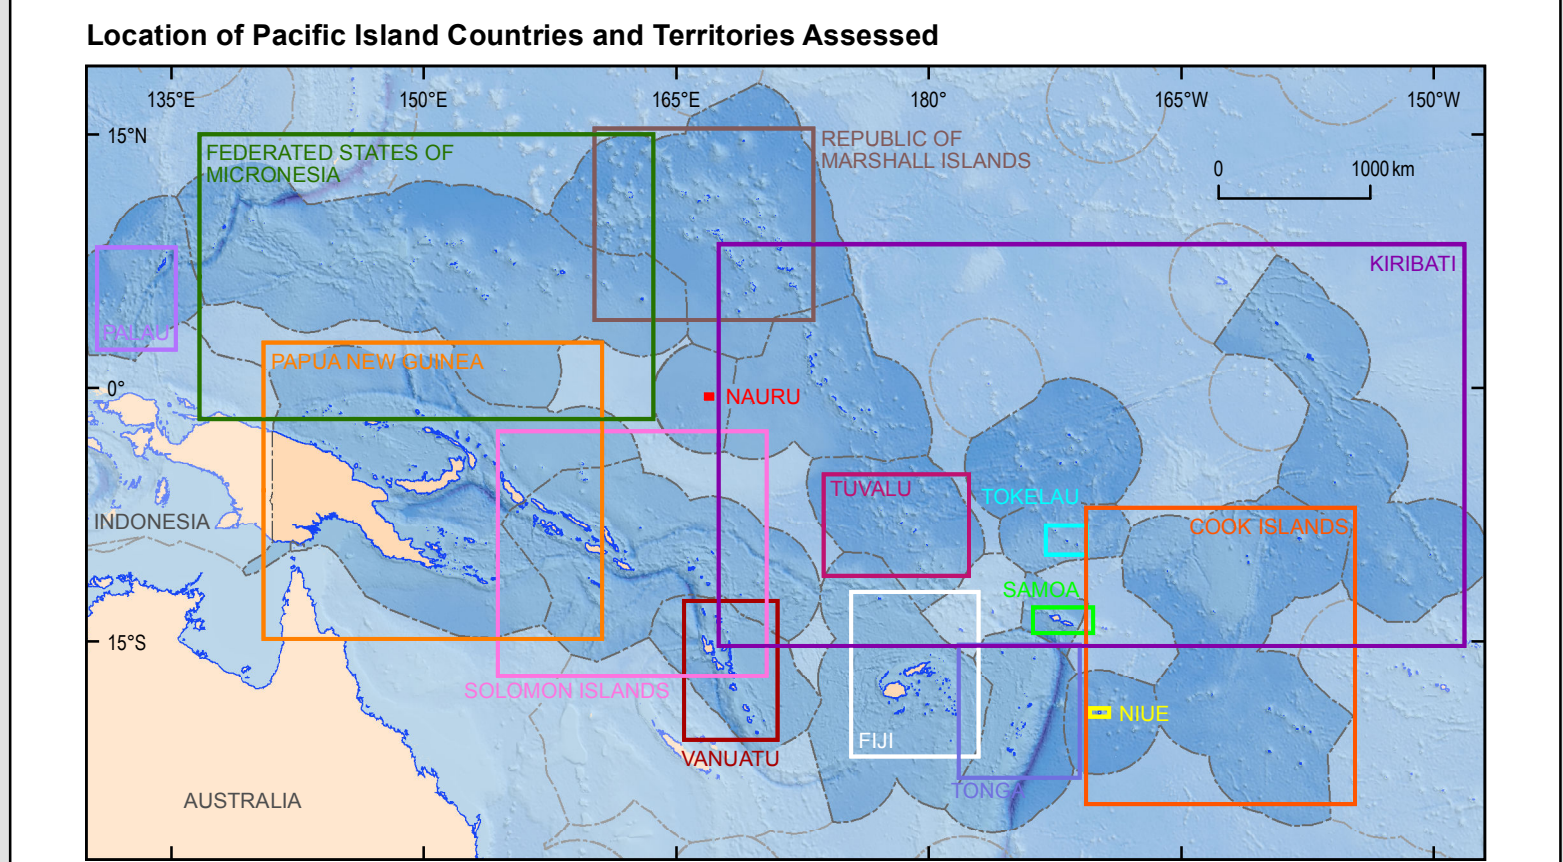 Location of Pacific Island Countries and Territories Assessed
135°E
150°E
165°E
180°
165°W
150°W
15°N
0°
15°S
0
1000 km
FEDERATED STATES OF
MICRONESIA
REPUBLIC OF
MARSHALL ISLANDS
KIRIBATI
PALAU
PAPUA NEW GUINEA
NAURU
TUVALU
TOKELAU
COOK ISLANDS
INDONESIA
SAMOA
SOLOMON ISLANDS
NIUE
FIJI
VANUATU
TONGA
AUSTRALIA